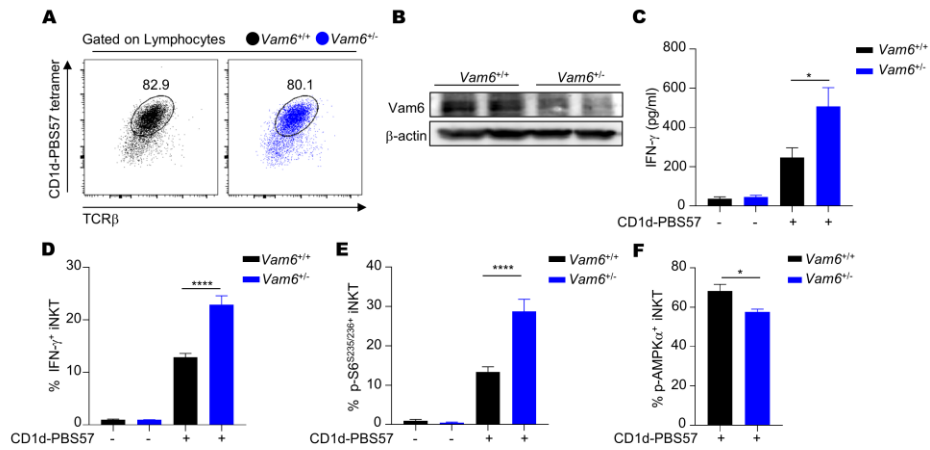 A
Gated on Lymphocytes
Vam6+/+
Vam6+/-
CD1d-PBS57 tetramer
82.9
80.1
TCRβ
B
Vam6+/+
Vam6+/-
Vam6
β-actin
C
Vam6+/+
Vam6+/-
IFN-γ (pg/ml)
800
600
400
200
0
*
CD1d-PBS57
- - + +
D
Vam6+/+
Vam6+/-
% IFN-γ+ iNKT
30
20
10
0
****
CD1d-PBS57
- - + +
E
Vam6+/+
Vam6+/-
% p-S6S235/236+ iNKT
40
30
20
10
0
****
CD1d-PBS57
- - + +
F
Vam6+/+
Vam6+/-
% p-AMPKα+ iNKT
80
60
40
20
0
*
CD1d-PBS57
+ +